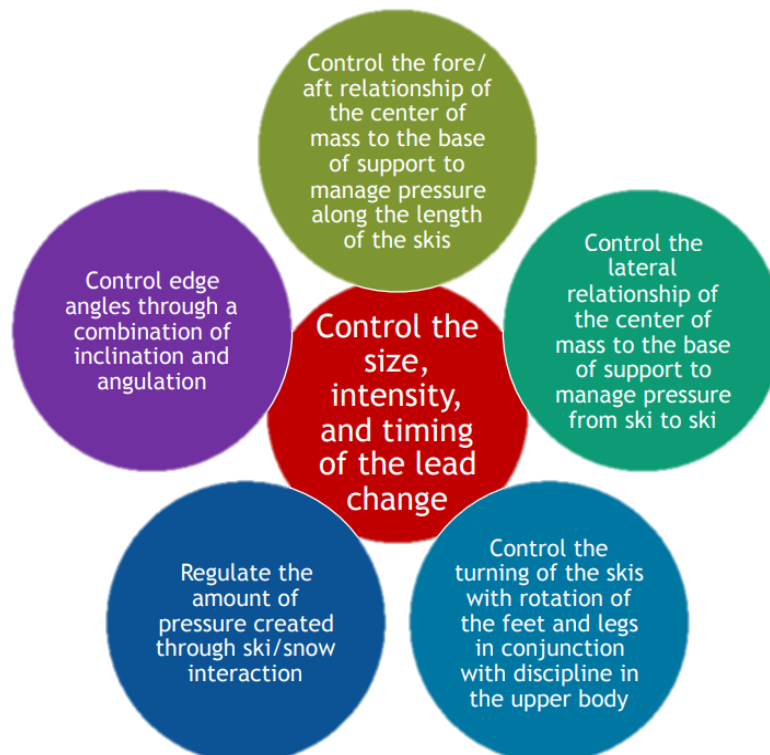 Control the fore/
aft relationship of
the center of
mass to the base
of support to
manage pressure
along the length
of the skis
Control the
lateral
relationship of
the center of
mass to the base
of support to
manage pressure
from ski to ski
Control edge
angles through a
combination of
inclination and
angulation
Control the
size,
intensity,
and timing
of the lead
change
Regulate the
amount of
pressure created
through ski/snow
interaction
Control the
turning of the skis
with rotation of
the feet and legs
in conjunction
with discipline in
the upper body